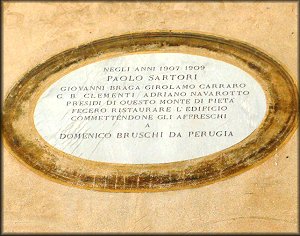 NEGLI ANNI 1907-1909
PAOLO SARTORI
GIOVANNI BRAGA GIROLAMO CARRARO
C. B. CLEMENTI / ADRIANO NAVAROTTO
PRESIDI DI QUESTO MONTE DI PIETÀ
FECERO RESTAURARE L'EDIFICIO
COMMETTENDONE GLI AFFRESCHI
A
DOMENICO BRUSCHI DA PERUGIA